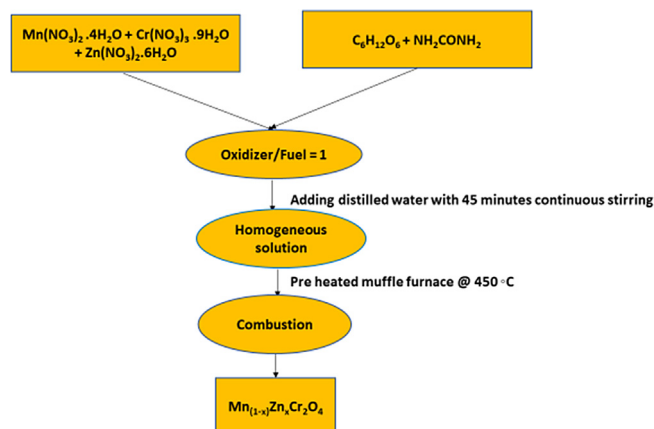 Mn(NO₃)₂ .4H₂O + Cr(NO₃)₃ .9H₂O
+ Zn(NO₃)₂.6H₂O
C₆H₁₂O₆ + NH₂CONH₂
Oxidizer/Fuel = 1
Adding distilled water with 45 minutes continuous stirring
Homogeneous
solution
Pre heated muffle furnace @ 450 ◦C
Combustion
Mn₍₁₋ₓ₎ZnₓCr₂O₄